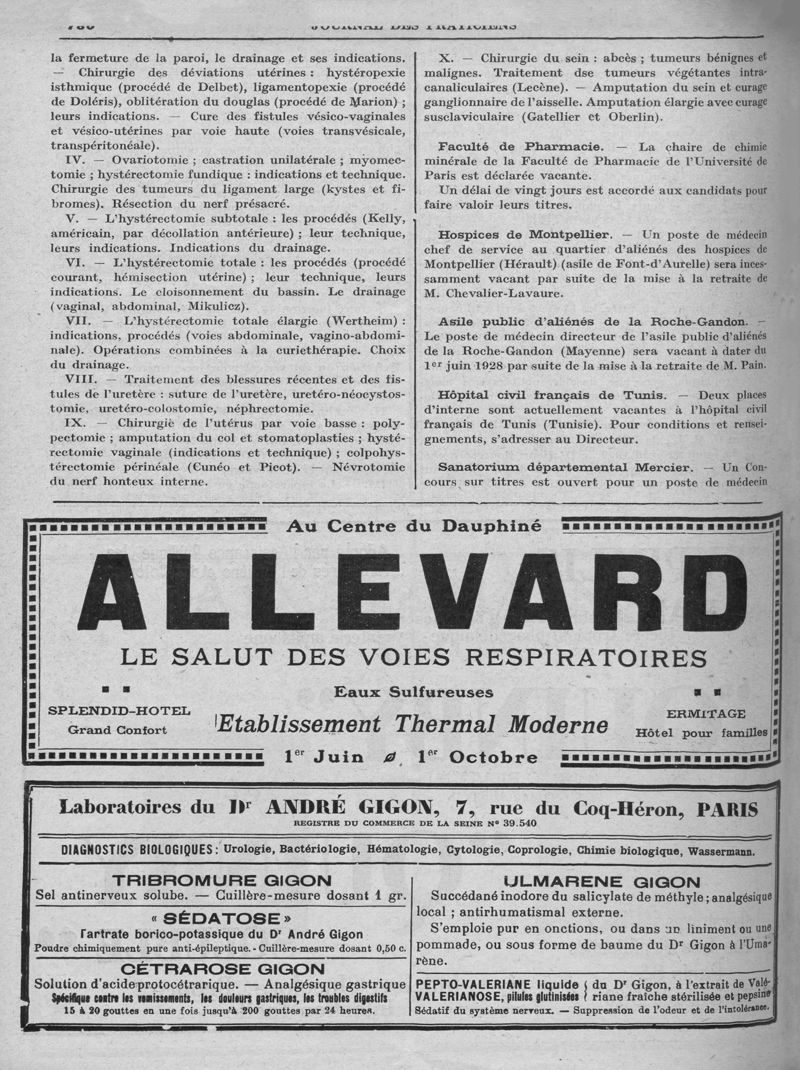 la fermeture de la paroi, le drainage et ses indications.
— Chirurgie des déviations utérines : hystéropexie
isthmique (procédé de Delbet), ligamentopexie (procédé
de Doléris), oblitération du douglas (procédé de Marion) ;
leurs indications. — Cure des fistules vésico-vaginales
et vésico-utérines par voie haute (voies transvésicale,
transpéritonéale).
IV. — Ovariotomie ; castration unilatérale ; myomec-
tomie ; hystérectomie fundique : indications et technique.
Chirurgie des tumeurs du ligament large (kystes et fi-
bromes). Résection du nerf présacré.
V. — L'hystérectomie subtotale : les procédés (Kelly,
américain, par décollation antérieure) ; leur technique,
leurs indications. Indications du drainage.
VI. — L'hystérectomie totale : les procédés (procédé
courant, hémisection utérine) ; leur technique, leurs
indications. Le cloisonnement du bassin. Le drainage
(vaginal, abdominal, Mikulicz).
VII. — L'hystérectomie totale élargie (Wertheim) :
indications, procédés (voies abdominale, vagino-abdomi-
nale). Opérations combinées à la curiethérapie. Choix
du drainage.
VIII. — Traitement des blessures récentes et des fis-
tules de l'uretère : suture de l'uretère, uretéro-néocystos-
tomie, uretéro-colostomie, néphrectomie.
IX. — Chirurgie de l'utérus par voie basse : poly-
pectomie ; amputation du col et stomatoplasties ; hysté-
rectomie vaginale (indications et technique) ; colpohys-
térectomie périnéale (Cunéo et Picot). — Névrotomie
du nerf honteux interne.
X. — Chirurgie du sein : abcès ; tumeurs bénignes et
malignes. Traitement dse tumeurs végétantes intra-
canaliculaires (Lecène). — Amputation du sein et curage
ganglionnaire de l'aisselle. Amputation élargie avec curage
susclaviculaire (Gatellier et Oberlin).
Faculté de Pharmacie. — La chaire de chimie
minérale de la Faculté de Pharmacie de l'Université de
Paris est déclarée vacante.
Un délai de vingt jours est accordé aux candidats pour
faire valoir leurs titres.
Hospices de Montpellier. — Un poste de médecin
chef de service au quartier d'aliénés des hospices de
Montpellier (Hérault) (asile de Font-d'Aurelle) sera inces-
samment vacant par suite de la mise à la retraite de
M. Chevalier-Lavaure.
Asile public d'aliénés de la Roche-Gandon. —
Le poste de médecin directeur de l'asile public d'aliénés
de la Roche-Gandon (Mayenne) sera vacant à dater du
1er juin 1928 par suite de la mise à la retraite de M. Pain.
Hôpital civil français de Tunis. — Deux places
d'interne sont actuellement vacantes à l'hôpital civil
français de Tunis (Tunisie). Pour conditions et rensei-
gnements, s'adresser au Directeur.
Sanatorium départemental Mercier. — Un Con-
cours sur titres est ouvert pour un poste de médecin
Au Centre du Dauphiné
ALLEVARD
LE SALUT DES VOIES RESPIRATOIRES
Eaux Sulfureuses
SPLENDID-HOTEL
Grand Confort
Etablissement Thermal Moderne
ERMITAGE
Hôtel pour familles
1er Juin 1er Octobre
Laboratoires du Dr ANDRÉ GIGON, 7, rue du Coq-Héron, PARIS
REGISTRE DU COMMERCE DE LA SEINE N° 39.540
DIAGNOSTICS BIOLOGIQUES : Urologie, Bactériologie, Hématologie, Cytologie, Coprologie, Chimie biologique, Wassermann.
TRIBROMURE GIGON
Sel antinerveux soluble. — Cuillère-mesure dosant 1 gr.
« SÉDATOSE »
Tartrate borico-potassique du Dr André Gigon
Poudre chimiquement pure anti-épileptique. - Cuillère-mesure dosant 0,50 c.
CÉTRAROSE GIGON
Solution d'acide protocétrarique. — Analgésique gastrique
Spécifique contre les vomissements, les douleurs gastriques, les troubles digestifs
15 à 20 gouttes en une fois jusqu'à 200 gouttes par 24 heures.
ULMARENE GIGON
Succédané inodore du salicylate de méthyle ; analgésique
local ; antirhumatismal externe.
S'emploie pur en onctions, ou dans un liniment ou une
pommade, ou sous forme de baume du Dr Gigon à l'Ulma-
rène.
PEPTO-VALERIANE liquide { du Dr Gigon, à l'extrait de Valé-
VALERIANOSE, pilules glutinisées { riane fraîche stérilisée et pepsine
Sédatif du système nerveux. — Suppression de l'odeur et de l'intolérance.